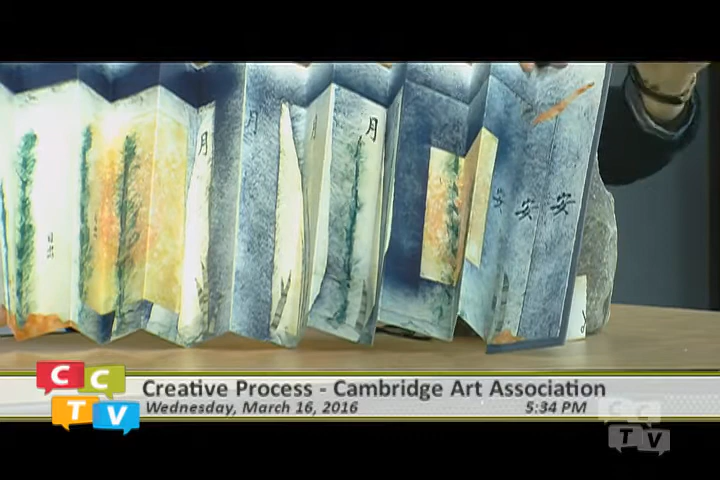 月
月
月
安
安
安
CCTV
Creative Process - Cambridge Art Association
Wednesday, March 16, 2016
5:34 PM
CCTV